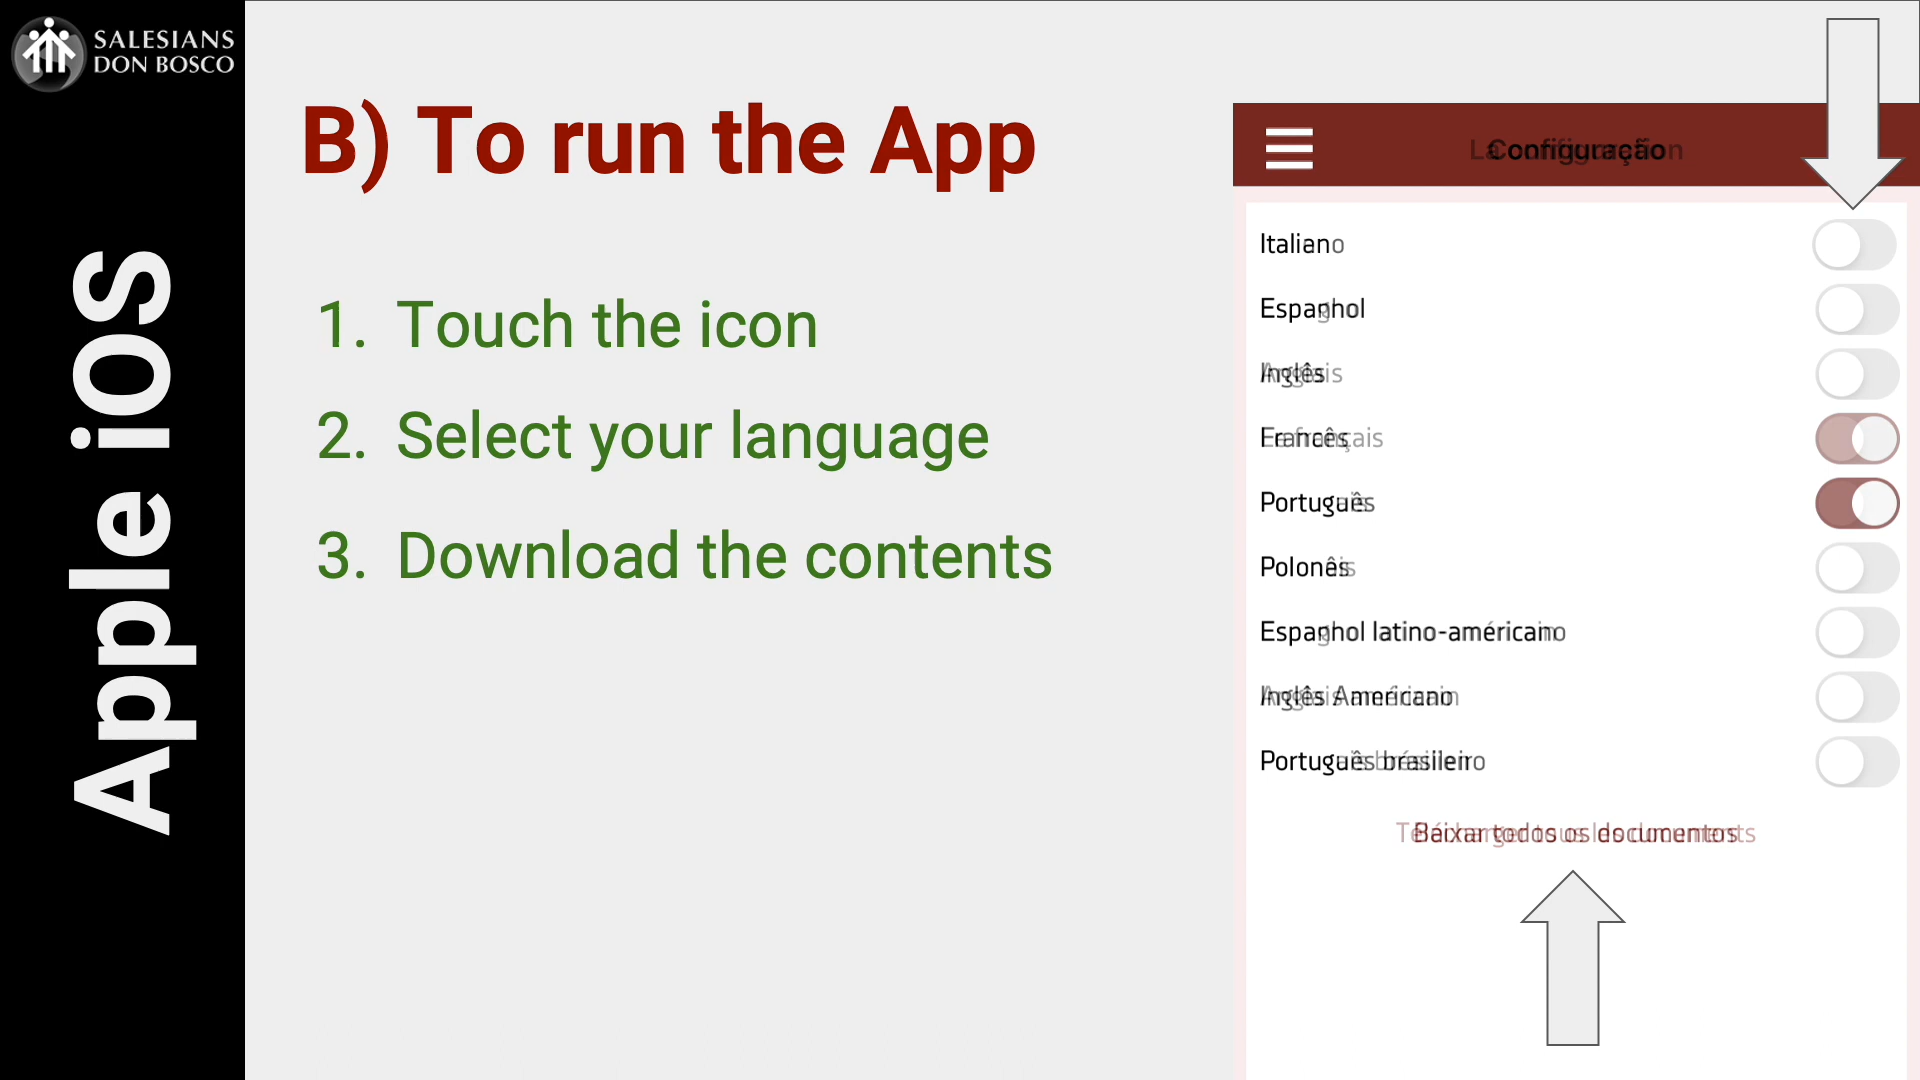 SALESIANS
DON BOSCO
Apple iOS
B) To run the App
1. Touch the icon
2. Select your language
3. Download the contents
Configuração
Italiano
Espanhol
Inglês
Francês
Português
Polonês
Espanhol latino-americano
Inglês Americano
Português brasileiro
Baixar todos os documentos